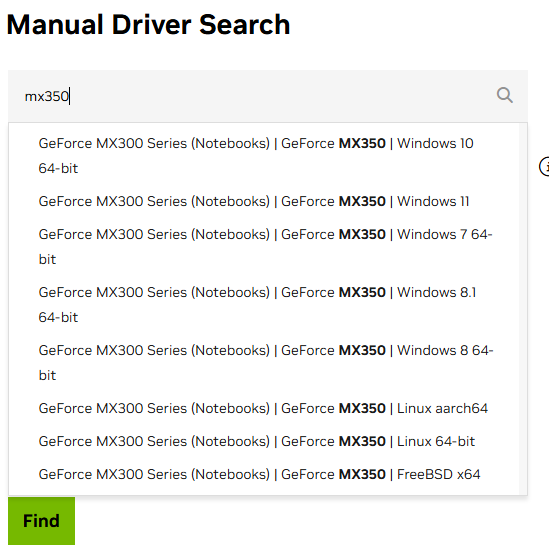 Manual Driver Search
mx350
GeForce MX300 Series (Notebooks) | GeForce MX350 | Windows 10
64-bit
GeForce MX300 Series (Notebooks) | GeForce MX350 | Windows 11
GeForce MX300 Series (Notebooks) | GeForce MX350 | Windows 7 64-
bit
GeForce MX300 Series (Notebooks) | GeForce MX350 | Windows 8.1
64-bit
GeForce MX300 Series (Notebooks) | GeForce MX350 | Windows 8 64-
bit
GeForce MX300 Series (Notebooks) | GeForce MX350 | Linux aarch64
GeForce MX300 Series (Notebooks) | GeForce MX350 | Linux 64-bit
GeForce MX300 Series (Notebooks) | GeForce MX350 | FreeBSD x64
Find